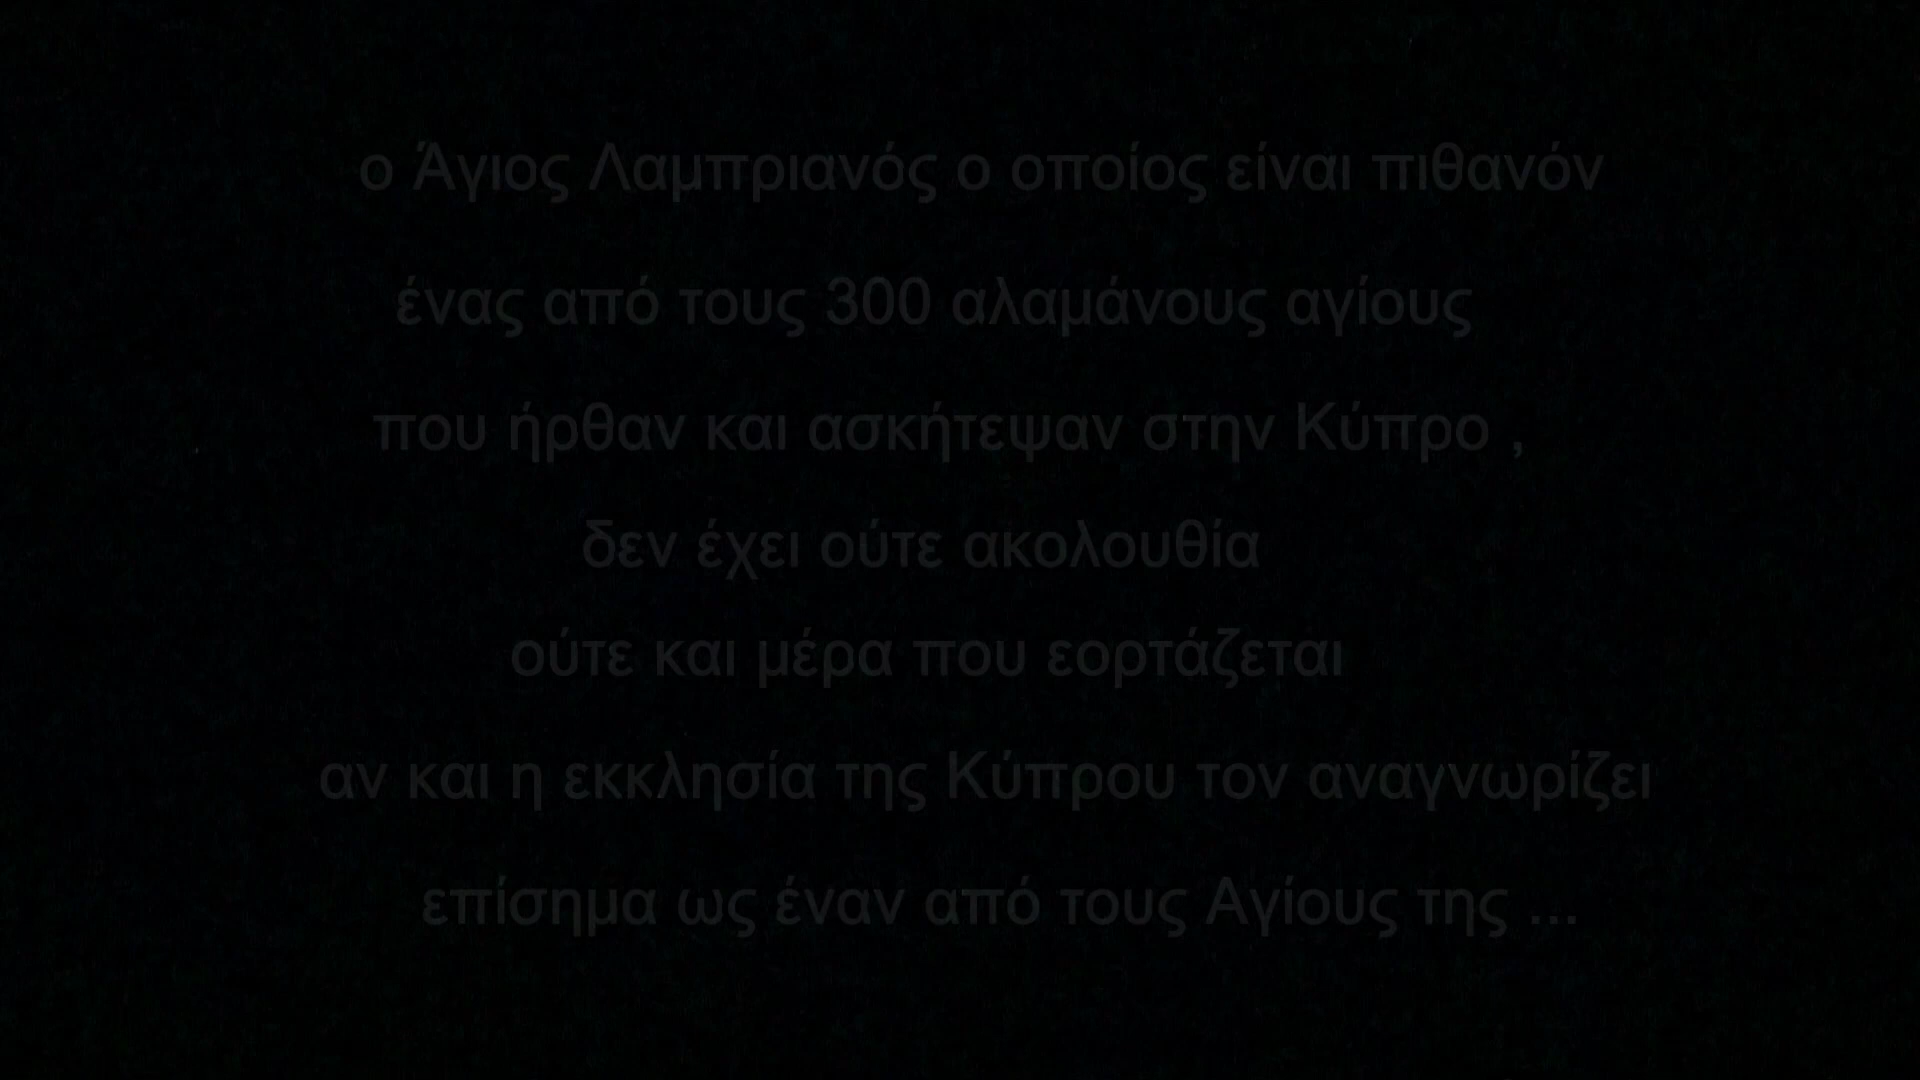 ο Άγιος Λαμπριανός ο οποίος είναι πιθανόν
ένας από τους 300 αλαμάνους αγίους
που ήρθαν και ασκήτεψαν στην Κύπρο ,
δεν έχει ούτε ακολουθία
ούτε και μέρα που εορτάζεται
αν και η εκκλησία της Κύπρου τον αναγνωρίζει
επίσημα ως έναν από τους Αγίους της ...